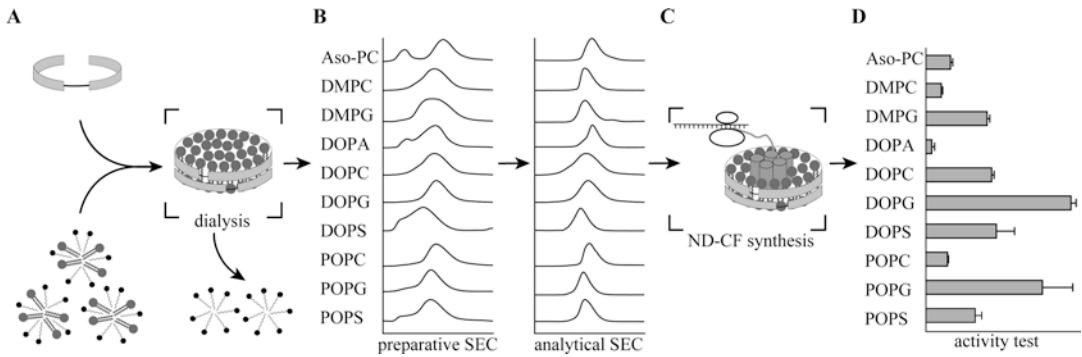 A
B
C
D
Aso-PC
DMPC
DMPG
DOPA
DOPC
DOPG
DOPS
POPC
POPG
POPS
dialysis
preparative SEC
analytical SEC
ND-CF synthesis
Aso-PC
DMPC
DMPG
DOPA
DOPC
DOPG
DOPS
POPC
POPG
POPS
activity test